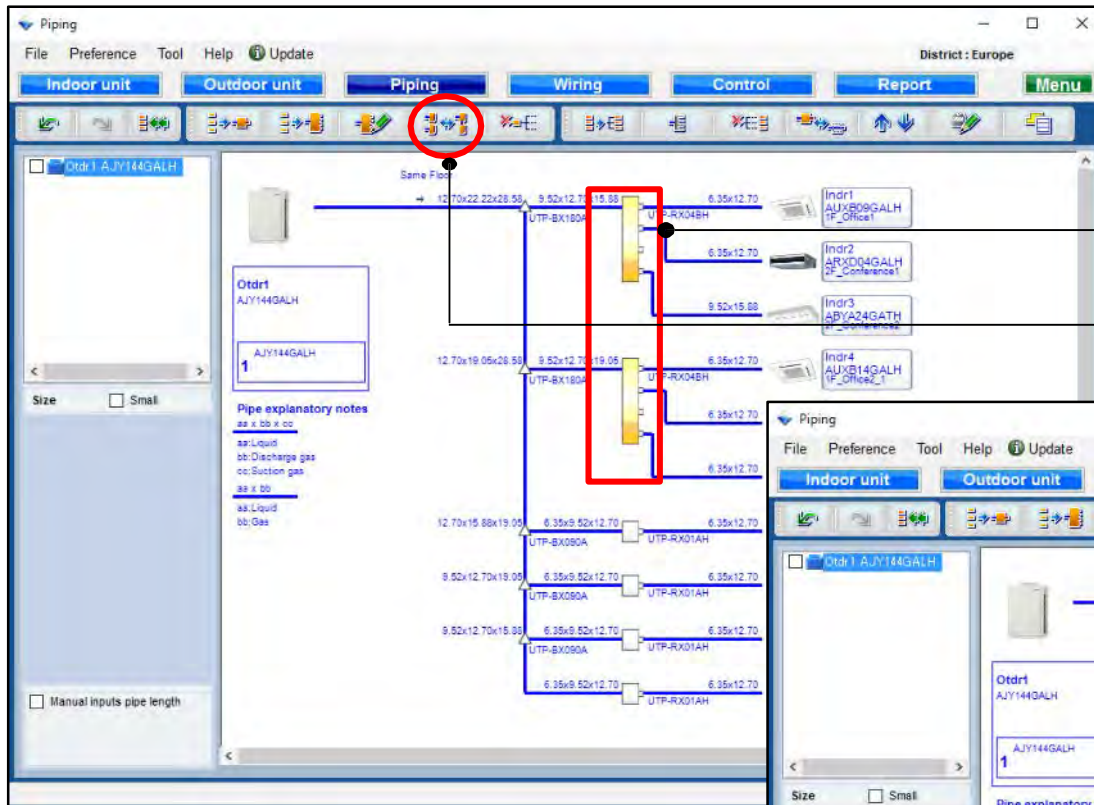 Piping
File Preference Tool Help Update District : Europe
Indoor unit Outdoor unit Piping Wiring Control Report Menu
Otdr1 AJY144GALH
Size Small
Manual inputs pipe length
Same Floor
12.70x22.22x28.58 9.52x12.70x15.88 6.35x12.70
UTP-BX180A UTP-RX04BH
Indr1
AUXB09GALH
1F_Office1
6.35x12.70
Indr2
ARXD04GALH
2F_Conference1
9.52x15.88
Indr3
ABYA24GATH
2F_Conference2
Otdr1
AJY144GALH
AJY144GALH
1
12.70x19.05x28.58 9.52x12.70x19.05 6.35x12.70
UTP-BX180A UTP-RX04BH
Indr4
AUXB14GALH
1F_Office2_1
6.35x12.70
6.35x12.70
Pipe explanatory notes
aa x bb x cc
aa:Liquid
bb:Discharge gas
cc:Suction gas
aa x bb
aa:Liquid
bb:Gas
12.70x15.88x19.05 6.35x9.52x12.70 6.35x12.70
UTP-BX090A UTP-RX01AH
9.52x12.70x19.05 6.35x9.52x12.70 6.35x12.70
UTP-BX090A UTP-RX01AH
9.52x12.70x15.88 6.35x9.52x12.70 6.35x12.70
UTP-BX090A UTP-RX01AH
6.35x9.52x12.70 6.35x12.70
UTP-RX01AH
Piping
File Preference Tool Help Update
Indoor unit Outdoor unit
Otdr1 AJY144GALH
Otdr1
AJY144GALH
AJY144GALH
1
Size Small
Pipe explanatory